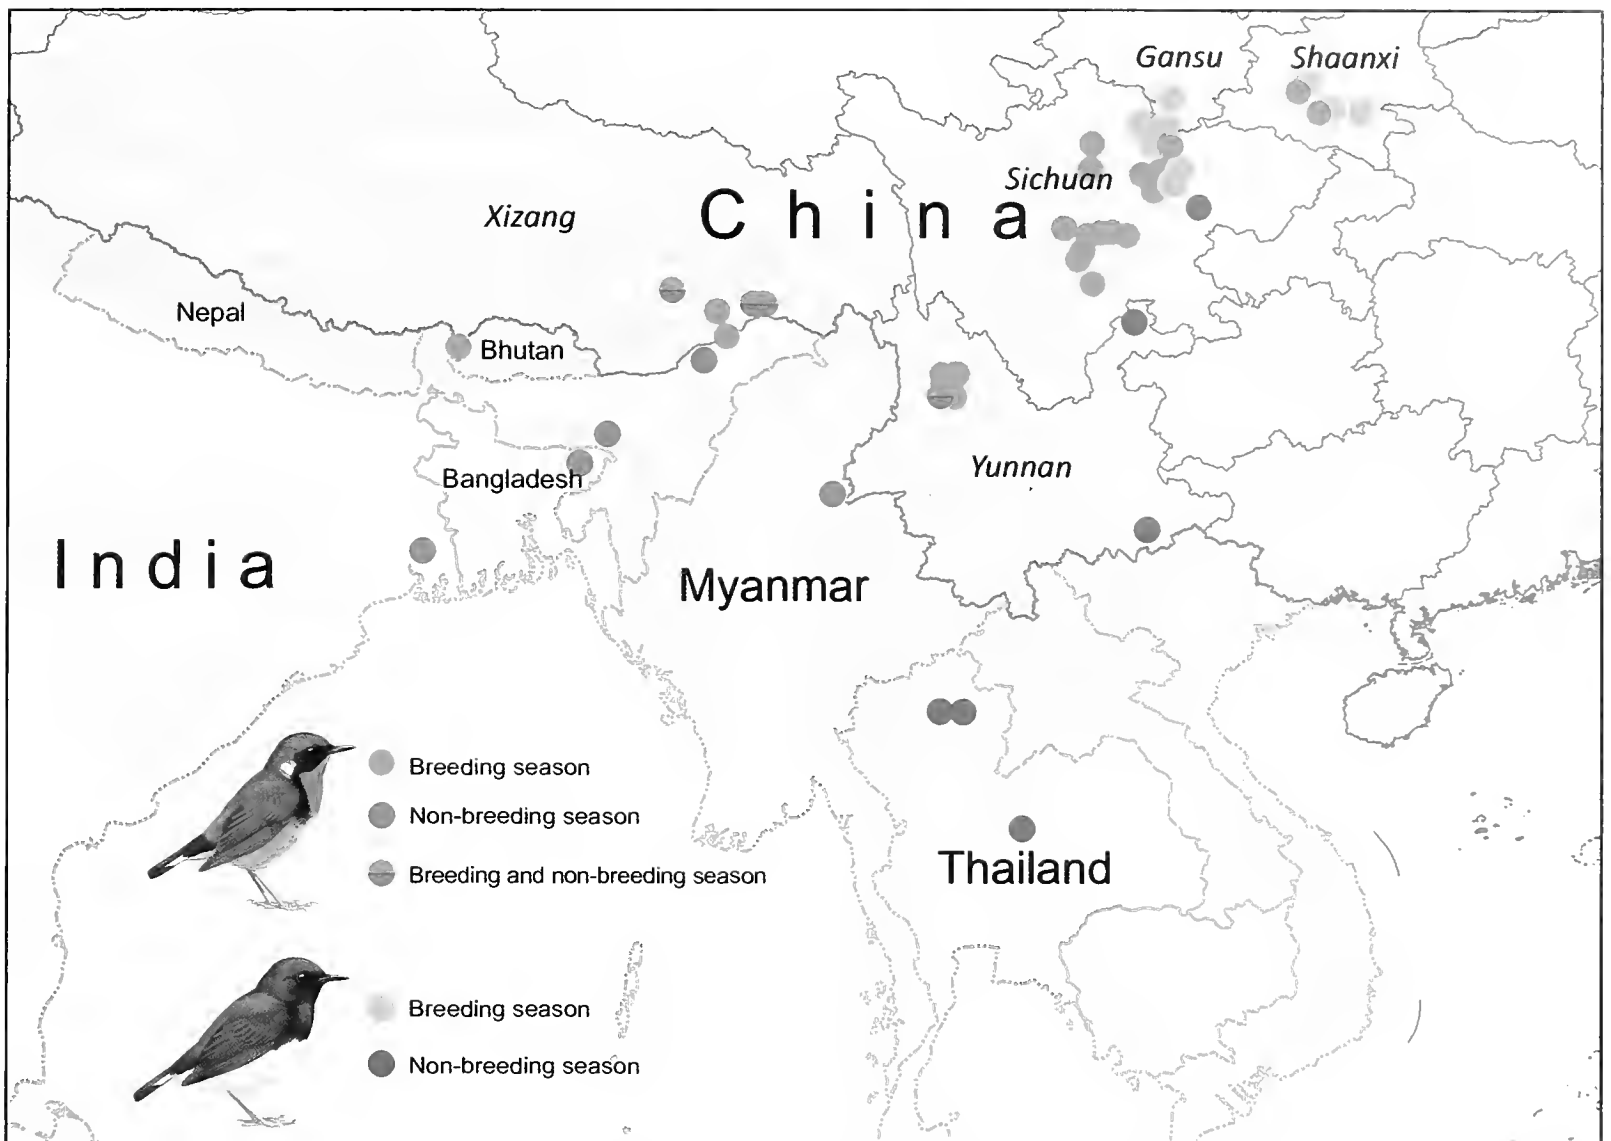 Gansu
Shaanxi
Sichuan
Xizang
China
Nepal
Bhutan
Yunnan
Bangladesh
India
Myanmar
Breeding season
Non-breeding season
Thailand
Breeding and non-breeding season
Breeding season
Non-breeding season